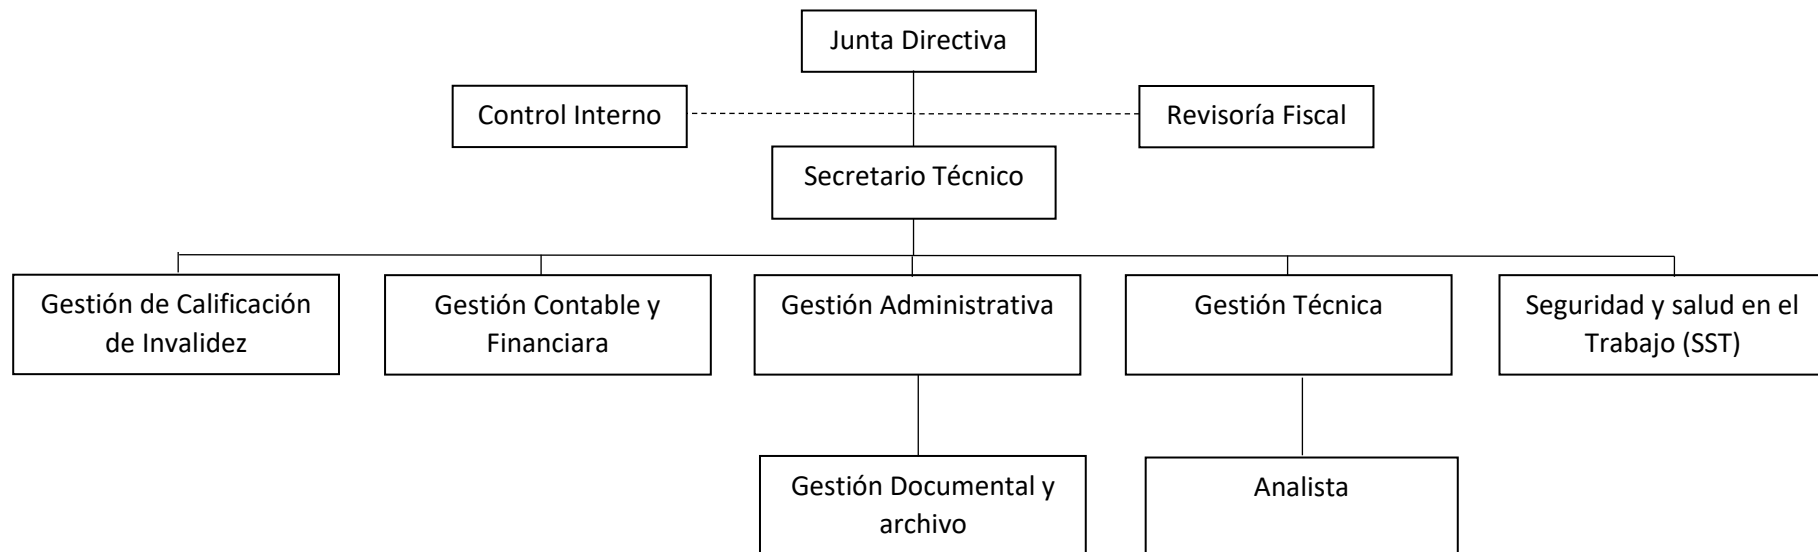 Junta Directiva
Control Interno
Revisoría Fiscal
Secretario Técnico
Gestión de Calificación
de Invalidez
Gestión Contable y
Financiara
Gestión Administrativa
Gestión Técnica
Seguridad y salud en el
Trabajo (SST)
Gestión Documental y
archivo
Analista